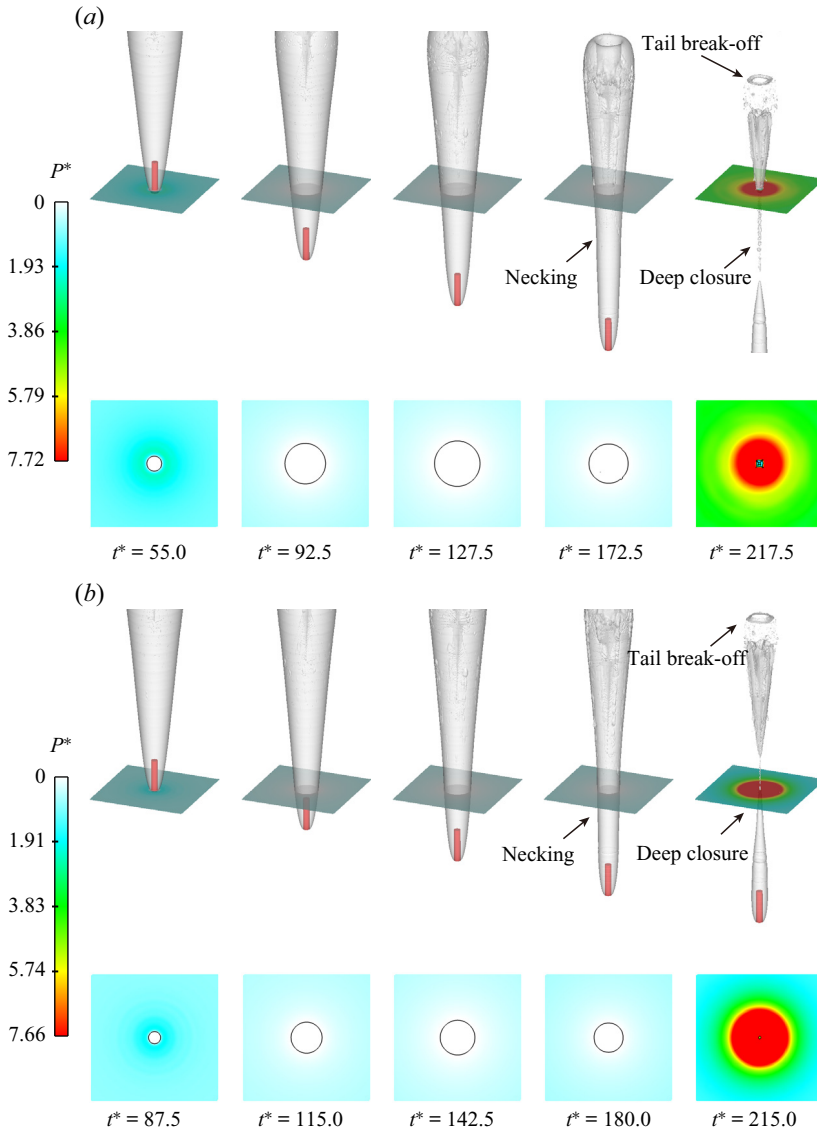 (a)
Tail break-off
P*
0
1.93
3.86
5.79
7.72
Necking
Deep closure
t* = 55.0
t* = 92.5
t* = 127.5
t* = 172.5
t* = 217.5
(b)
Tail break-off
P*
0
1.91
3.83
5.74
7.66
Necking
Deep closure
t* = 87.5
t* = 115.0
t* = 142.5
t* = 180.0
t* = 215.0